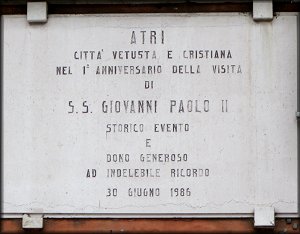 ATRI
CITTA' VETUSTA E CRISTIANA
NEL 1° ANNIVERSARIO DELLA VISITA
DI
S.S. GIOVANNI PAOLO II
STORICO EVENTO
E
DONO GENEROSO
AD INDELEBILE RICORDO
30 GIUGNO 1986